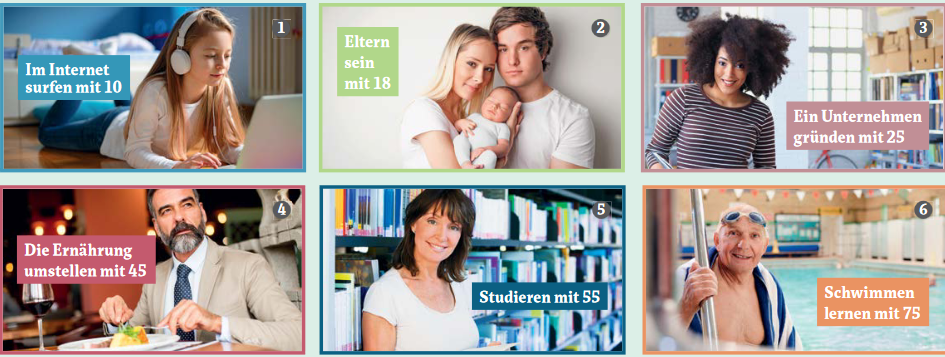 1
Im Internet
surfen mit 10
2
Eltern
sein
mit 18
3
Ein Unternehmen
gründen mit 25
4
Die Ernährung
umstellen mit 45
5
Studieren mit 55
6
Schwimmen
lernen mit 75